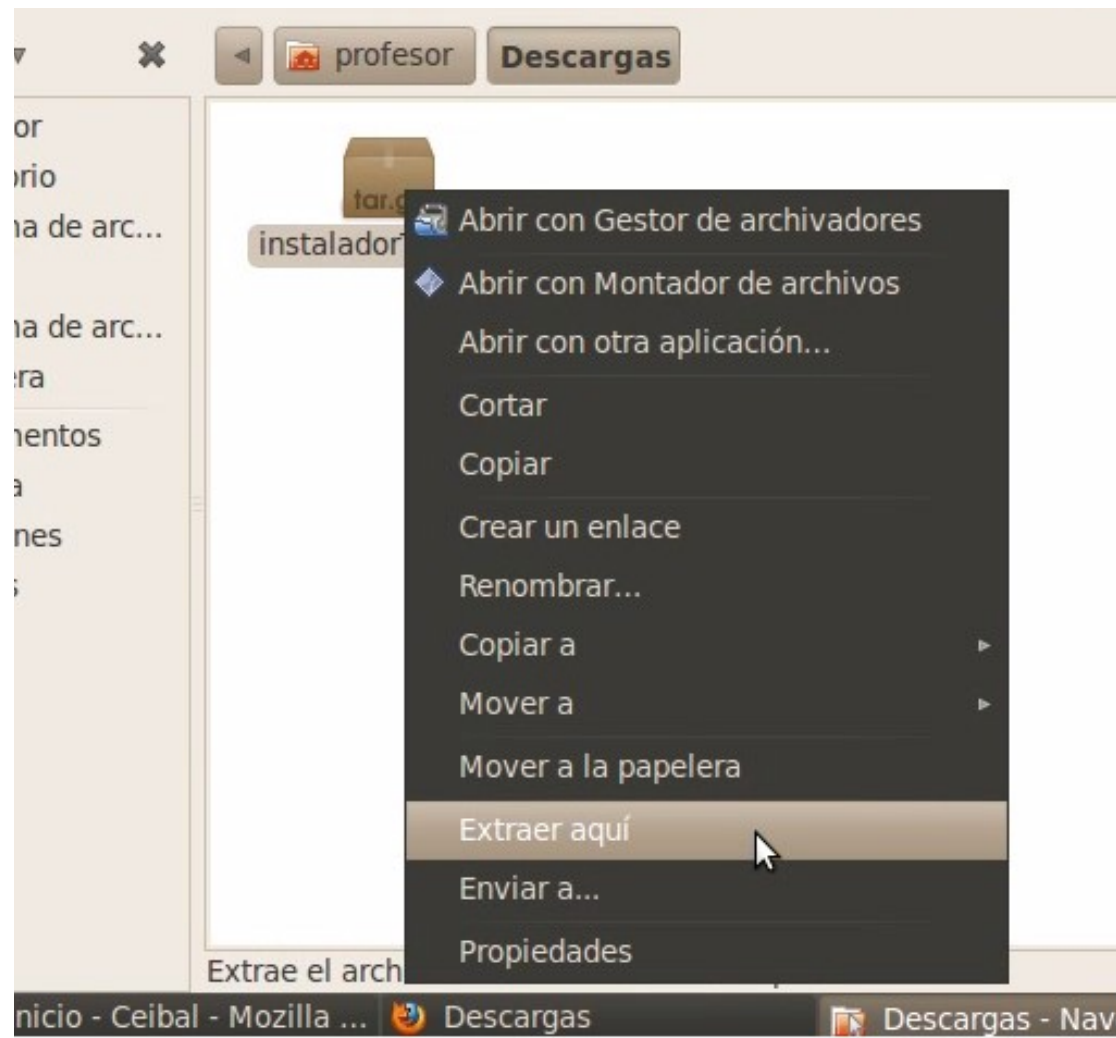 profesor
Descargas
or
orio
na de arc...
na de arc...
era
nentos
a
nes
s
tar.g
instalador
Abrir con Gestor de archivadores
Abrir con Montador de archivos
Abrir con otra aplicación...
Cortar
Copiar
Crear un enlace
Renombrar...
Copiar a
Mover a
Mover a la papelera
Extraer aquí
Enviar a...
Propiedades
Extrae el arch
nicio - Ceibal - Mozilla ...
Descargas
Descargas - Nav